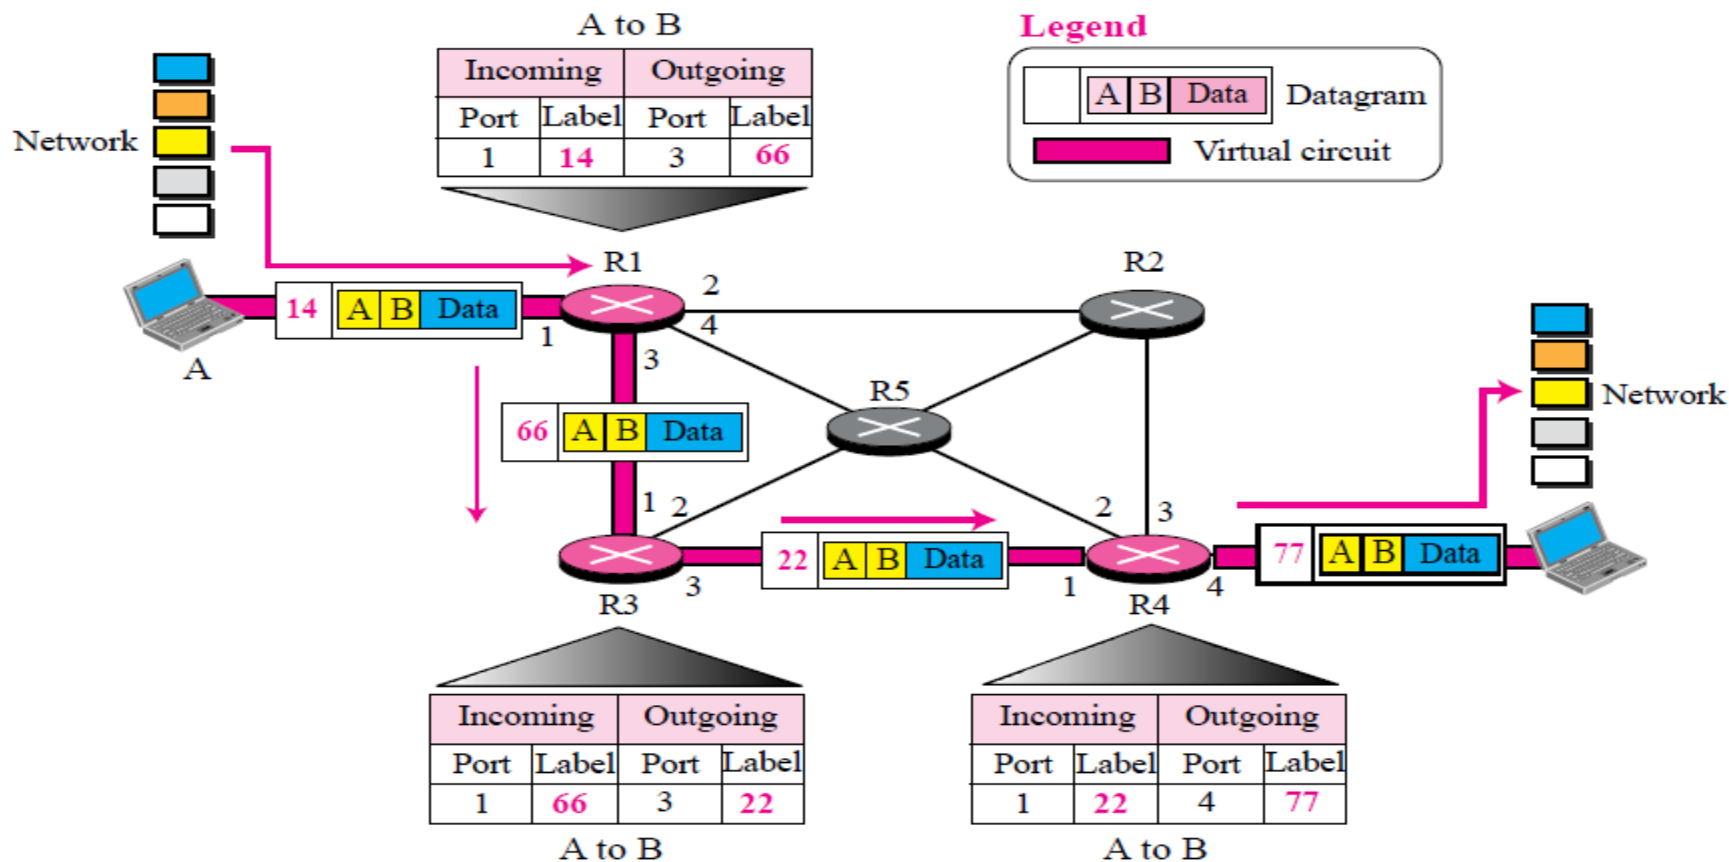 A to B
Incoming Outgoing
Port Label Port Label
1 14 3 66
Legend
A B Data Datagram
Virtual circuit
Network
R1
R2
2
4
14 A B Data
1
3
A
R5
66 A B Data
Network
1 2
2 3
22 A B Data
77 A B Data
3
1
4
R3
R4
Incoming Outgoing
Port Label Port Label
1 66 3 22
A to B
Incoming Outgoing
Port Label Port Label
1 22 4 77
A to B